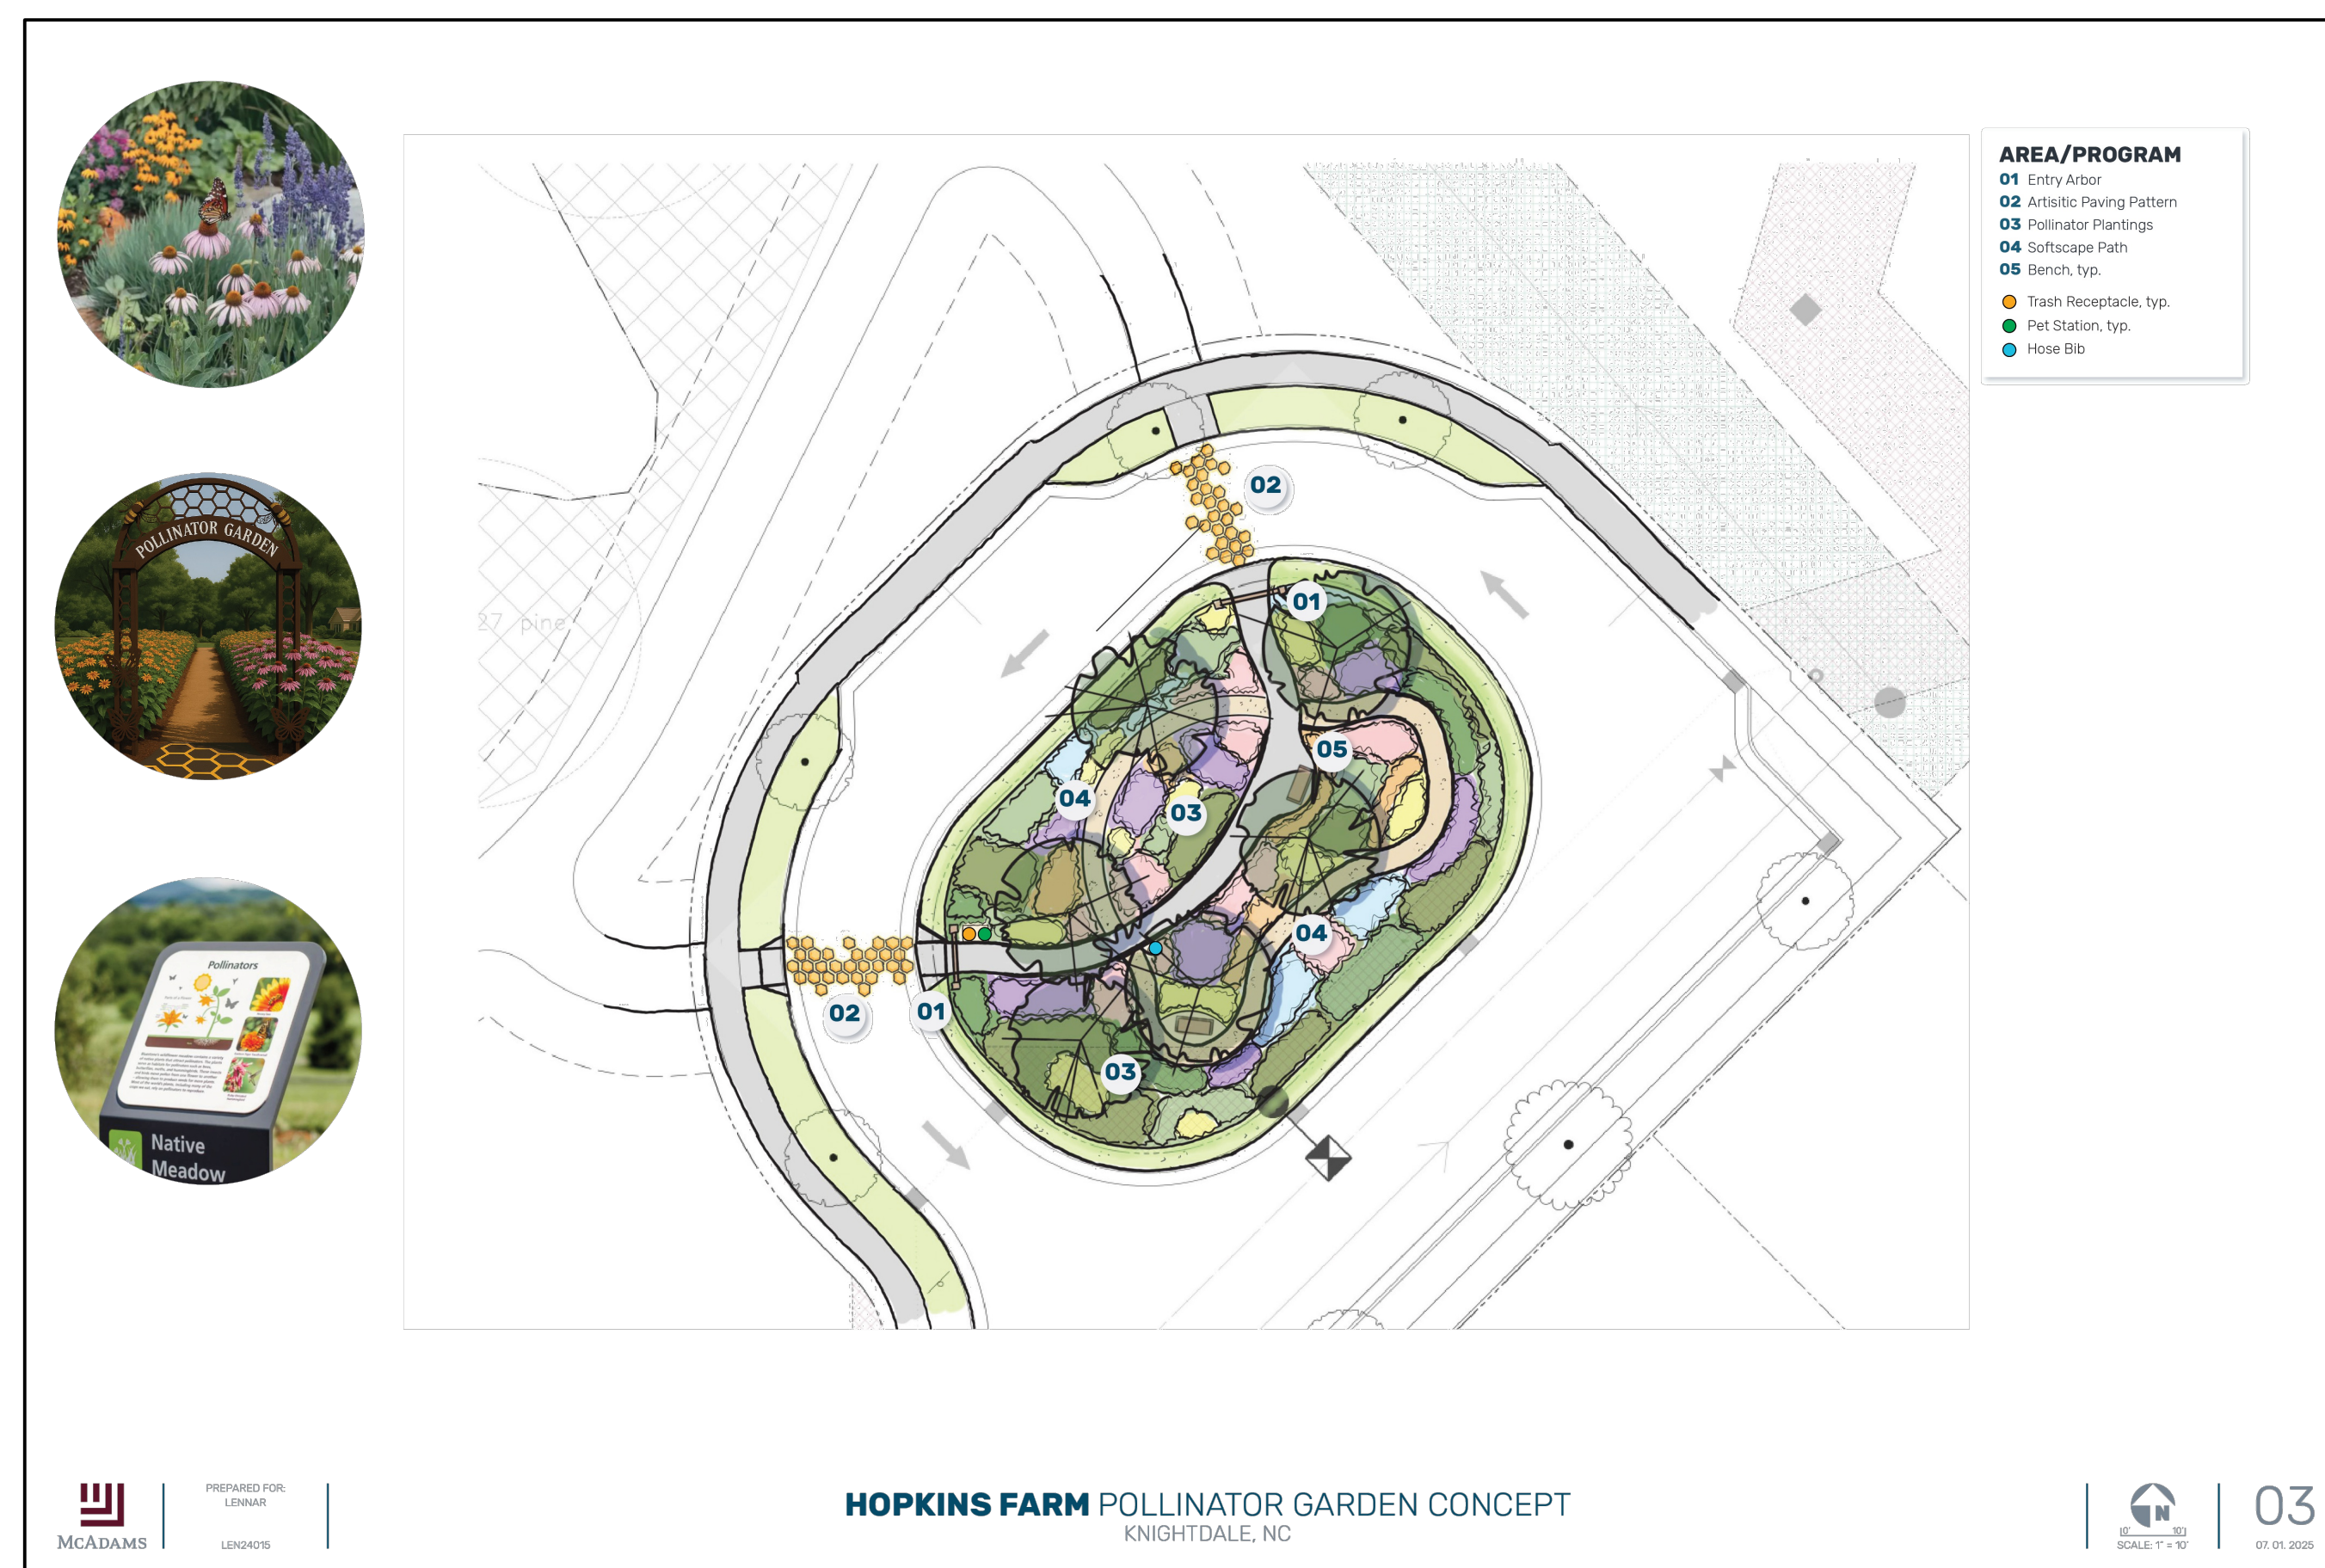 AREA/PROGRAM
01 Entry Arbor
02 Artisitic Paving Pattern
03 Pollinator Plantings
04 Softscape Path
05 Bench, typ.
Trash Receptacle, typ.
Pet Station, typ.
Hose Bib
POLLINATOR GARDEN
Pollinators
Native
Meadow
27 pine
02
01
05
04
03
04
02
01
03
McADAMS
PREPARED FOR:
LENNAR
LEN24015
HOPKINS FARM POLLINATOR GARDEN CONCEPT
KNIGHTDALE, NC
N
0' 10'
SCALE: 1" = 10'
03
07. 01. 2025